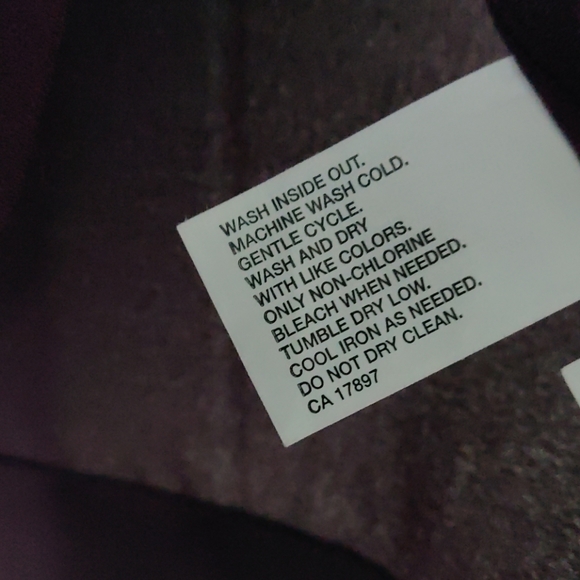 WASH INSIDE OUT.
MACHINE WASH COLD.
GENTLE CYCLE.
WASH AND DRY
WITH LIKE COLORS.
ONLY NON-CHLORINE
BLEACH WHEN NEEDED.
TUMBLE DRY LOW.
COOL IRON AS NEEDED.
DO NOT DRY CLEAN.
CA 17897